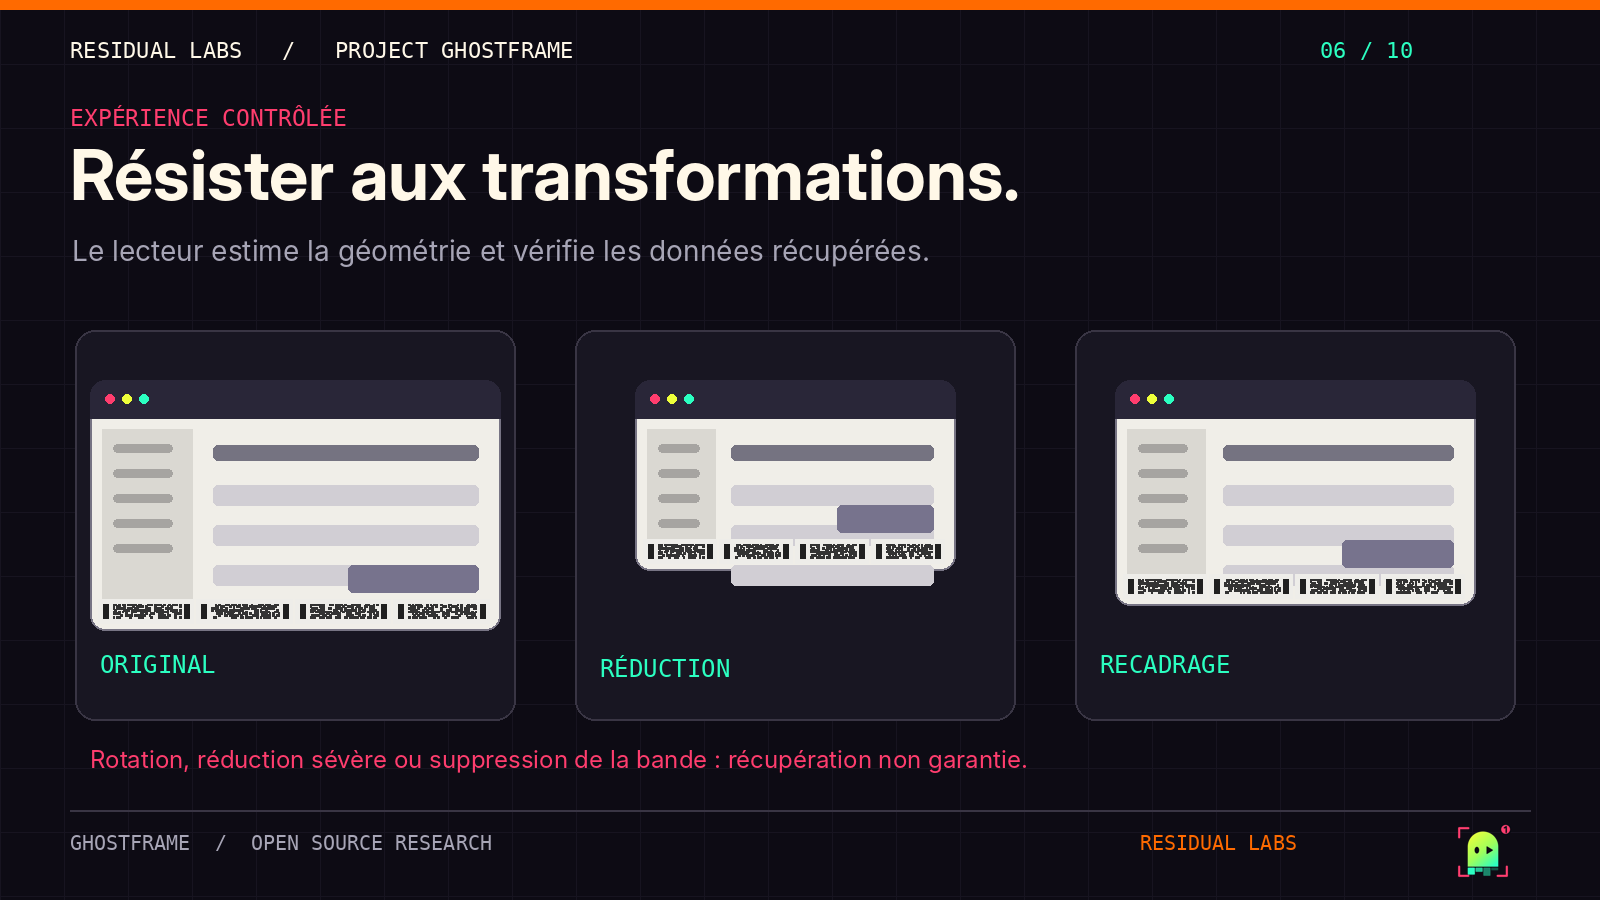 RESIDUAL LABS / PROJECT GHOSTFRAME
06 / 10
EXPÉRIENCE CONTRÔLÉE
Résister aux transformations.
Le lecteur estime la géométrie et vérifie les données récupérées.
ORIGINAL
RÉDUCTION
RECADRAGE
Rotation, réduction sévère ou suppression de la bande : récupération non garantie.
GHOSTFRAME / OPEN SOURCE RESEARCH
RESIDUAL LABS